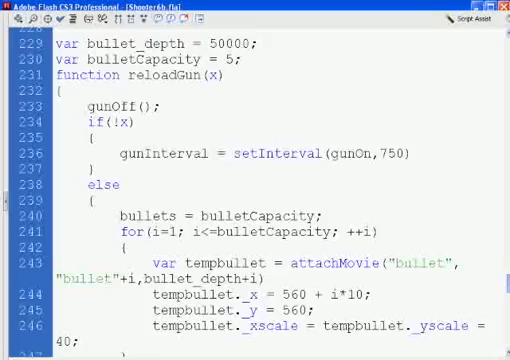 Adobe Flash CS3 Professional - [Shooter6b.fla]
Script Assist
228
229 var bullet_depth = 50000;
230 var bulletCapacity = 5;
231 function reloadGun(x)
232 {
233 gunOff();
234 if(!x)
235 {
236 gunInterval = setInterval(gunOn,750)
237 }
238 else
239 {
240 bullets = bulletCapacity;
241 for(i=1; i<=bulletCapacity; ++i)
242 {
243 var tempbullet = attachMovie("bullet",
"bullet"+i,bullet_depth+i)
244 tempbullet._x = 560 + i*10;
245 tempbullet._y = 560;
246 tempbullet._xscale = tempbullet._yscale =
40;
247 }